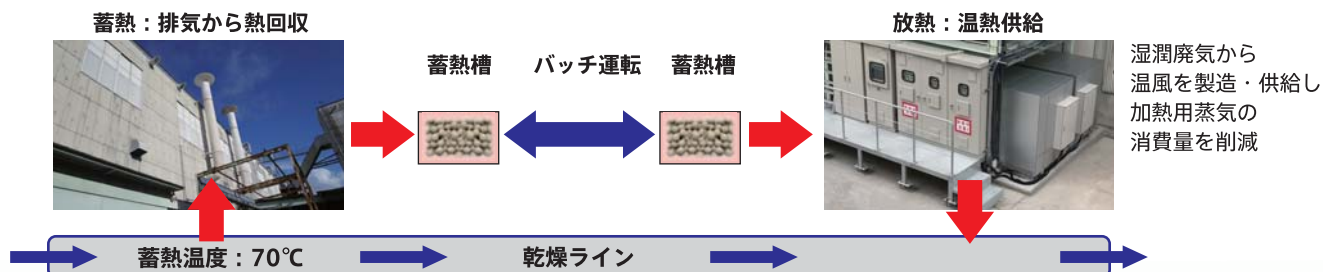 蓄熱：排気から熱回収
放熱：温熱供給
蓄熱槽
バッチ運転
蓄熱槽
湿潤廃気から
温風を製造・供給し
加熱用蒸気の
消費量を削減
蓄熱温度：70℃
乾燥ライン